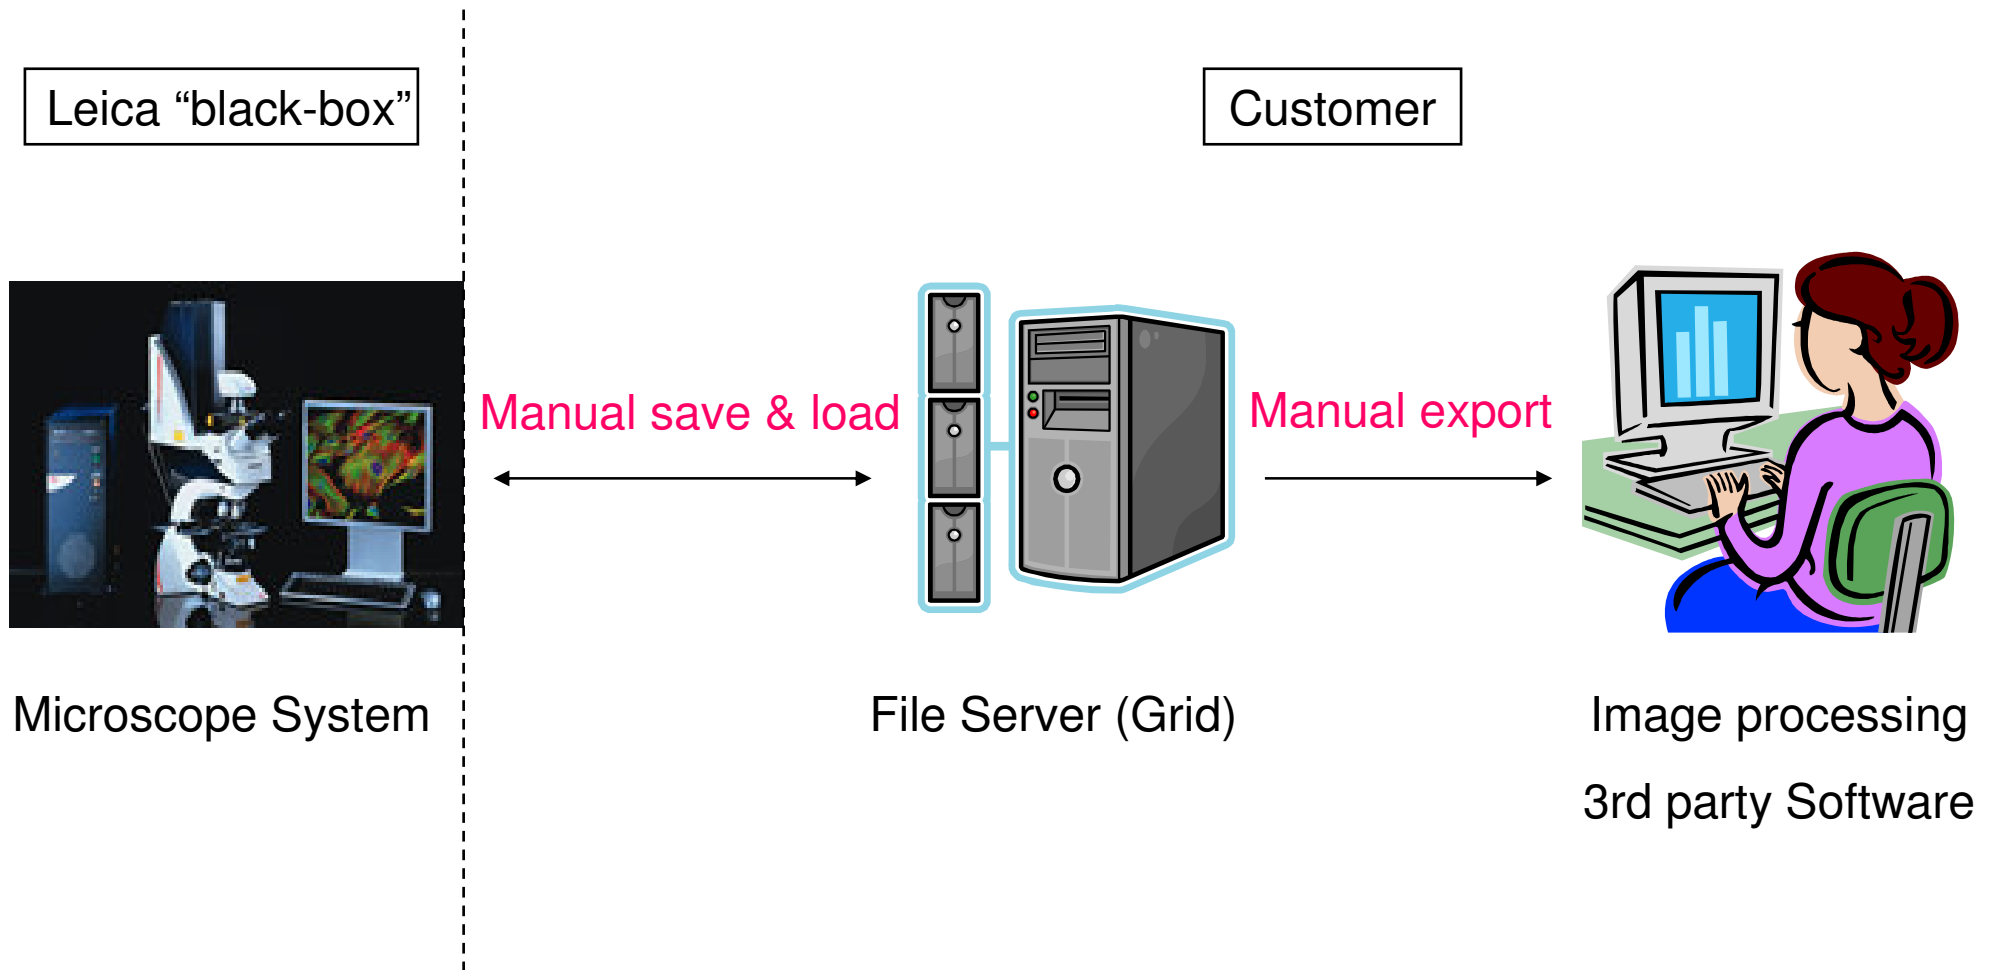 Leica “black-box”
Customer
Manual save & load
Manual export
Microscope System
File Server (Grid)
Image processing
3rd party Software